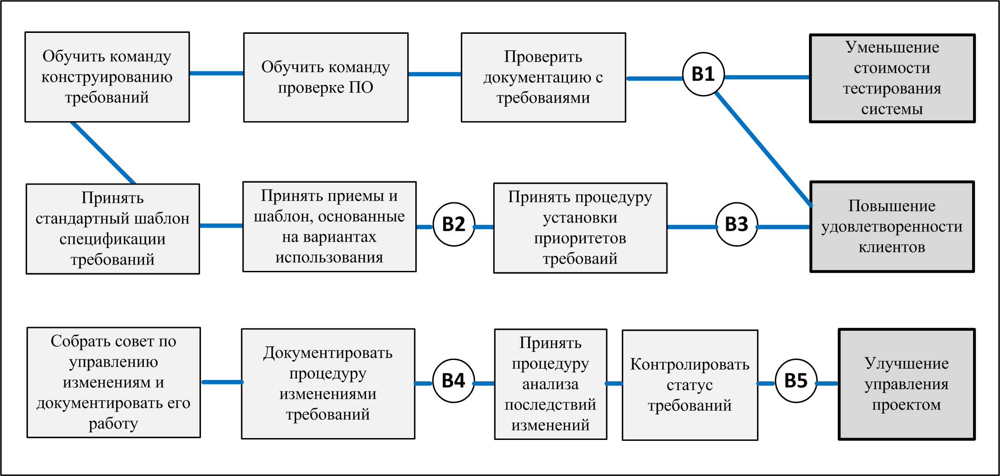 Обучить команду
конструированию
требований
Обучить команду
проверке ПО
Проверить
документацию с
требоваиями
B1
Уменьшение
стоимости
тестирования
системы
Принять
стандартный шаблон
спецификации
требований
Принять приемы и
шаблон, основанные
на вариантах
использования
B2
Принять процедуру
установки
приоритетов
требоваий
B3
Повышение
удовлетворенности
клиентов
Собрать совет по
управлению
изменениям и
документировать его
работу
Документировать
процедуру
изменениями
требований
B4
Принять
процедуру
анализа
последствий
изменений
Контролировать
статус
требований
B5
Улучшение
управления
проектом